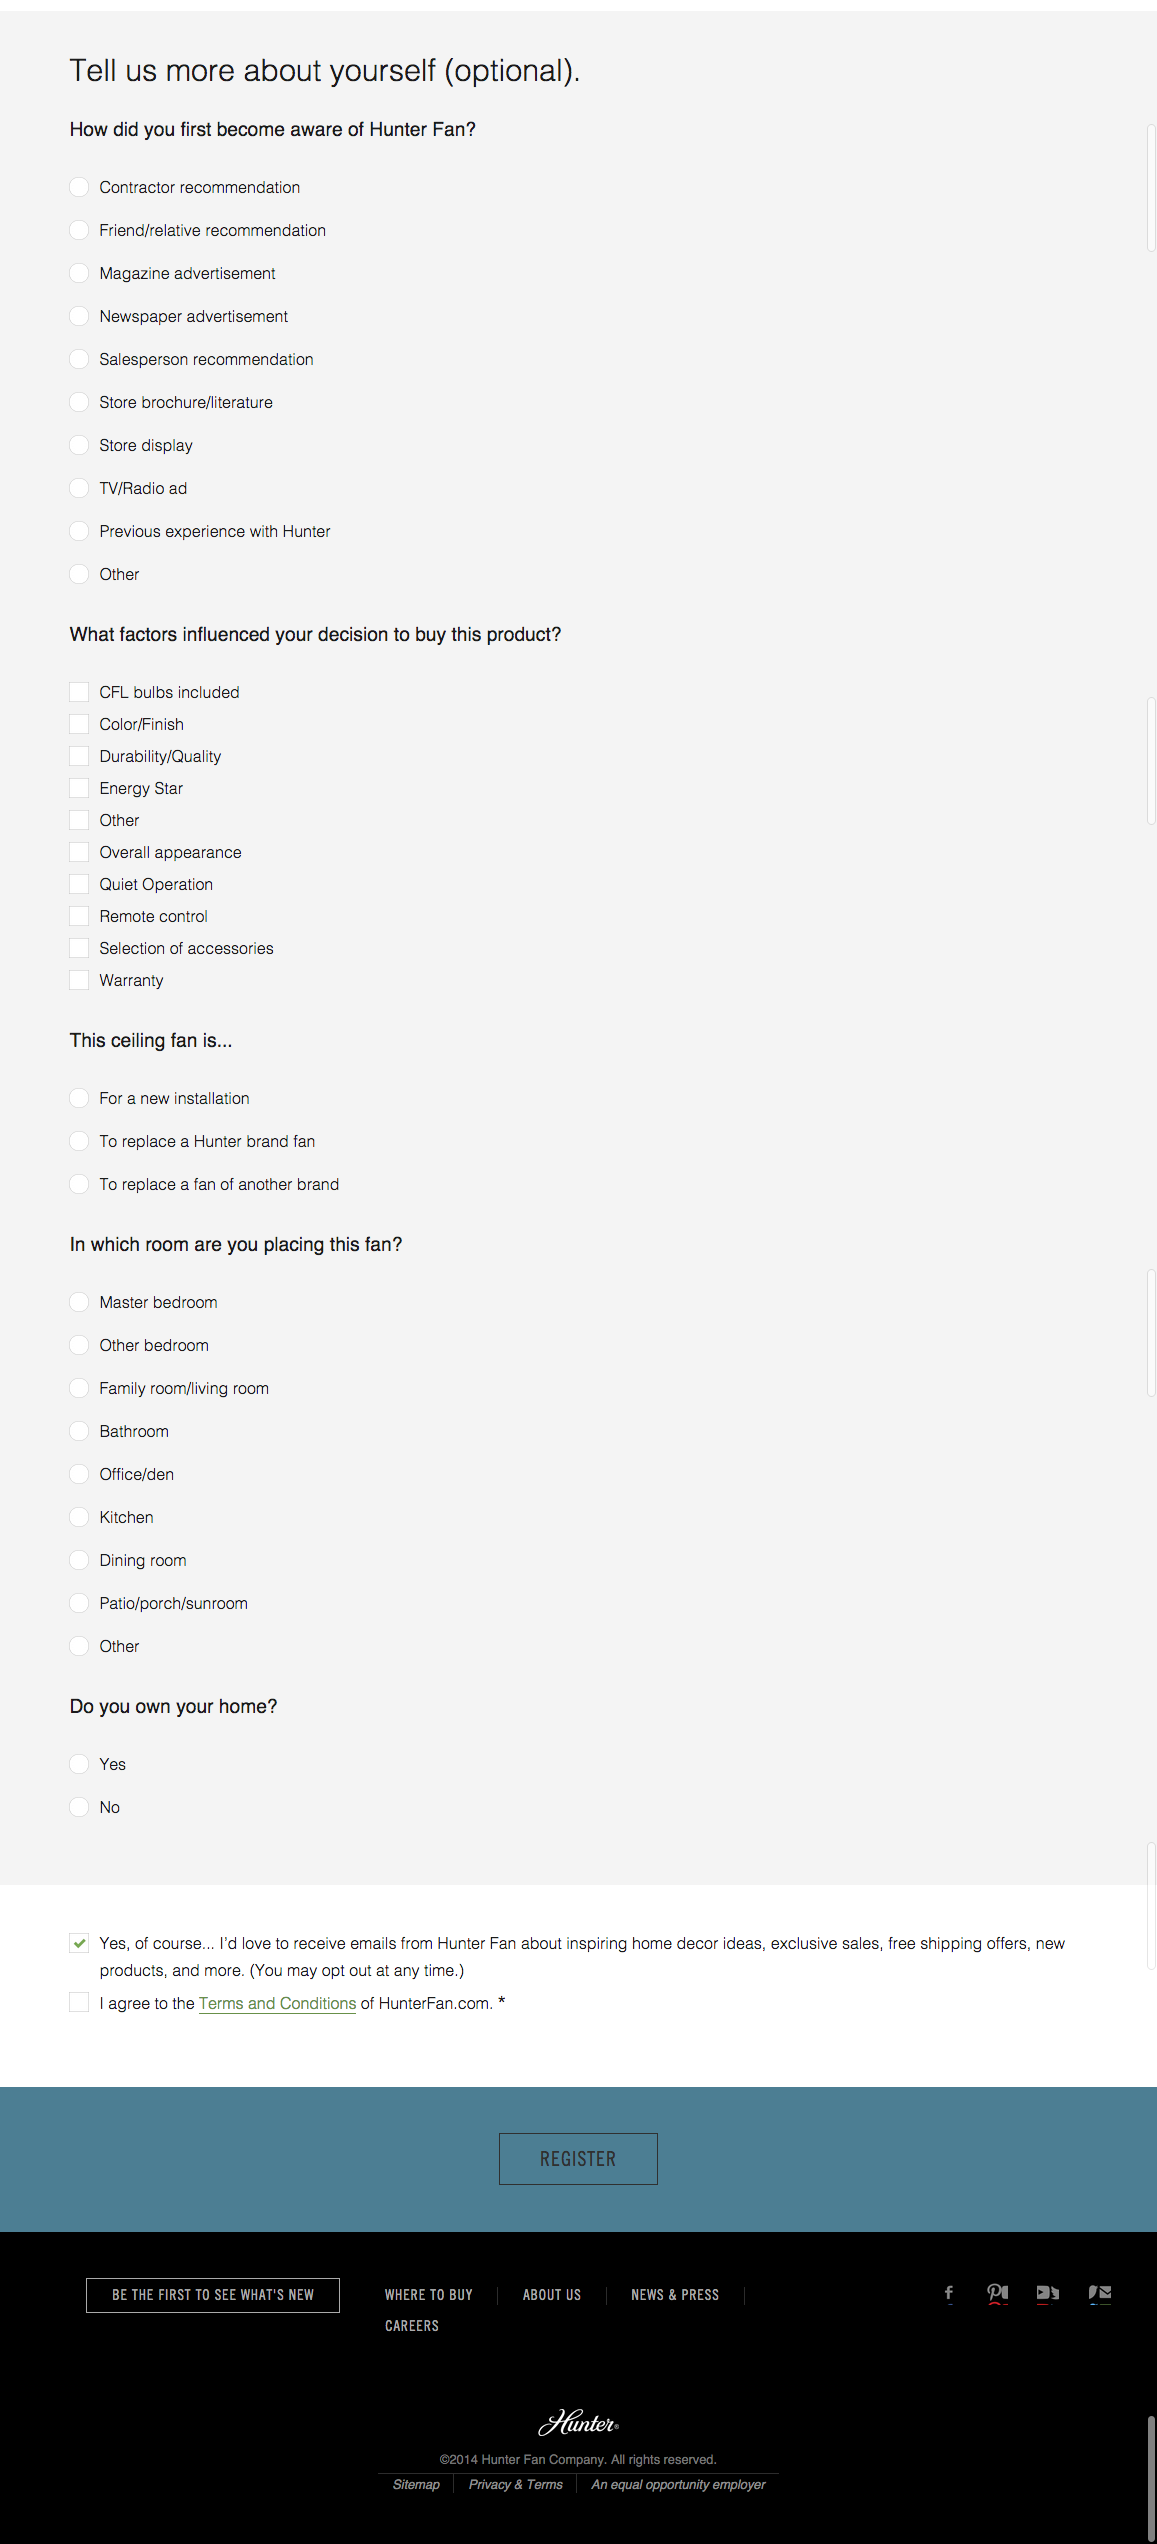 Tell us more about yourself (optional).
How did you first become aware of Hunter Fan?
Contractor recommendation
Friend/relative recommendation
Magazine advertisement
Newspaper advertisement
Salesperson recommendation
Store brochure/literature
Store display
TV/Radio ad
Previous experience with Hunter
Other
What factors influenced your decision to buy this product?
CFL bulbs included
Color/Finish
Durability/Quality
Energy Star
Other
Overall appearance
Quiet Operation
Remote control
Selection of accessories
Warranty
This ceiling fan is...
For a new installation
To replace a Hunter brand fan
To replace a fan of another brand
In which room are you placing this fan?
Master bedroom
Other bedroom
Family room/living room
Bathroom
Office/den
Kitchen
Dining room
Patio/porch/sunroom
Other
Do you own your home?
Yes
No
Yes, of course... I'd love to receive emails from Hunter Fan about inspiring home decor ideas, exclusive sales, free shipping offers, new
products, and more. (You may opt out at any time.)
I agree to the Terms and Conditions of HunterFan.com. *
REGISTER
BE THE FIRST TO SEE WHAT'S NEW
WHERE TO BUY
ABOUT US
NEWS & PRESS
CAREERS
Hunter®
©2014 Hunter Fan Company. All rights reserved.
Sitemap
Privacy & Terms
An equal opportunity employer